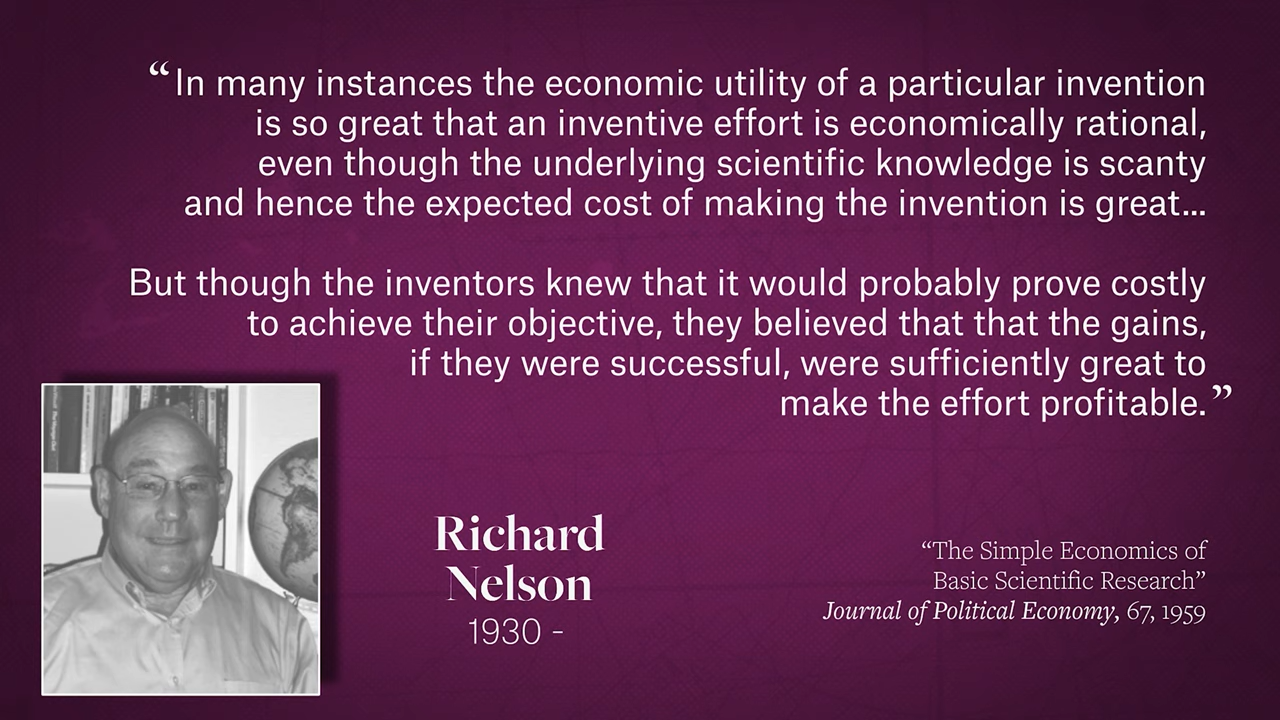 “In many instances the economic utility of a particular invention
is so great that an inventive effort is economically rational,
even though the underlying scientific knowledge is scanty
and hence the expected cost of making the invention is great...
But though the inventors knew that it would probably prove costly
to achieve their objective, they believed that that the gains,
if they were successful, were sufficiently great to
make the effort profitable.”
Richard
Nelson
1930 -
“The Simple Economics of
Basic Scientific Research”
Journal of Political Economy, 67, 1959